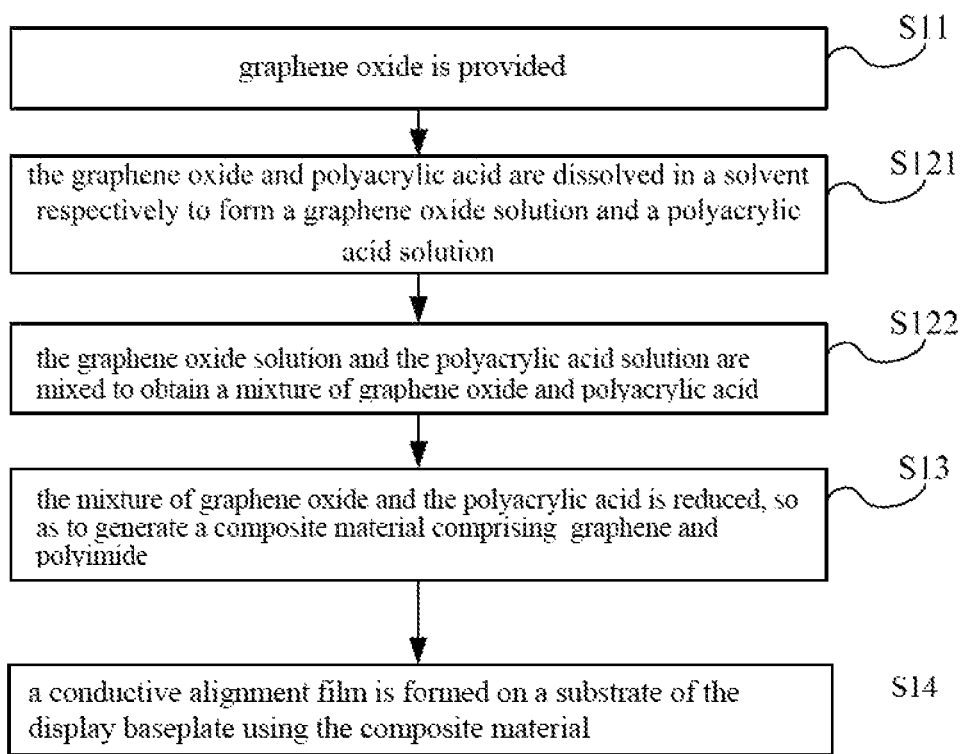 S11
graphene oxide is provided
S121
the graphene oxide and polyacrylic acid are dissolved in a solvent
respectively to form a graphene oxide solution and a polyacrylic
acid solution
S122
the graphene oxide solution and the polyacrylic acid solution are
mixed to obtain a mixture of graphene oxide and polyacrylic acid
S13
the mixture of graphene oxide and the polyacrylic acid is reduced, so
as to generate a composite material comprising graphene and
polyimide
S14
a conductive alignment film is formed on a substrate of the
display baseplate using the composite material